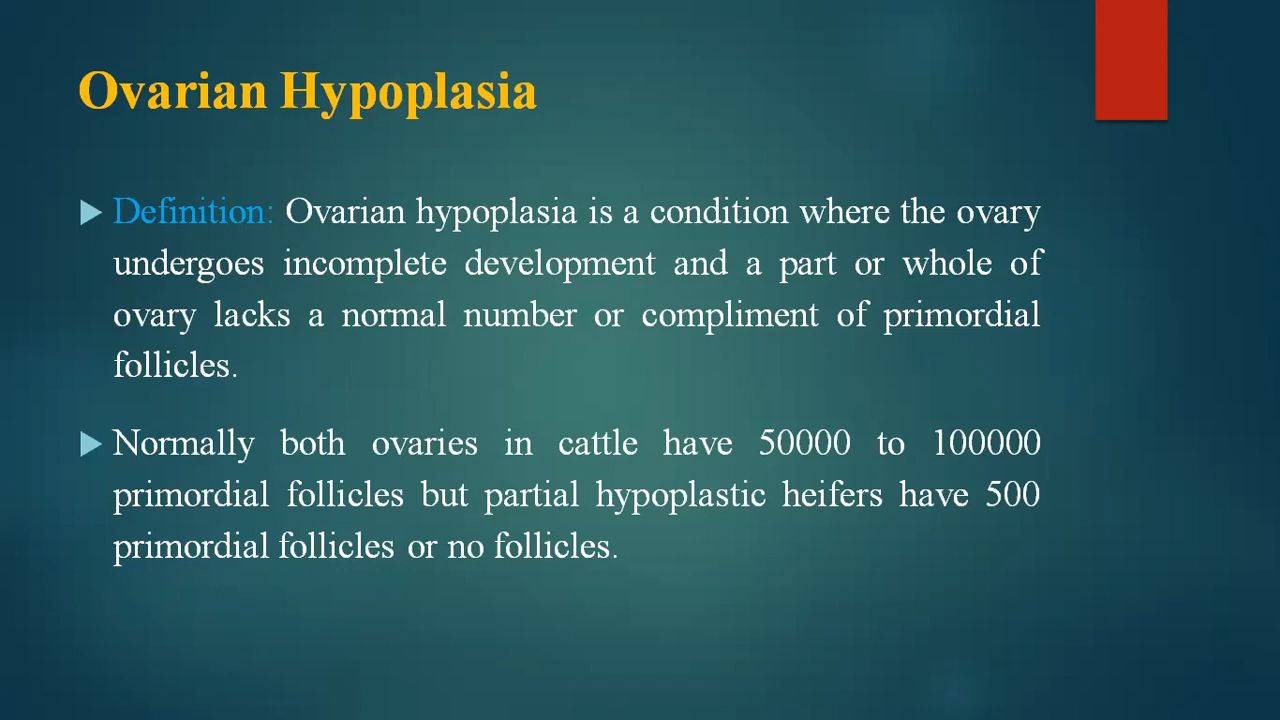 Ovarian Hypoplasia
Definition: Ovarian hypoplasia is a condition where the ovary
undergoes incomplete development and a part or whole of
ovary lacks a normal number or compliment of primordial
follicles.
Normally both ovaries in cattle have 50000 to 100000
primordial follicles but partial hypoplastic heifers have 500
primordial follicles or no follicles.